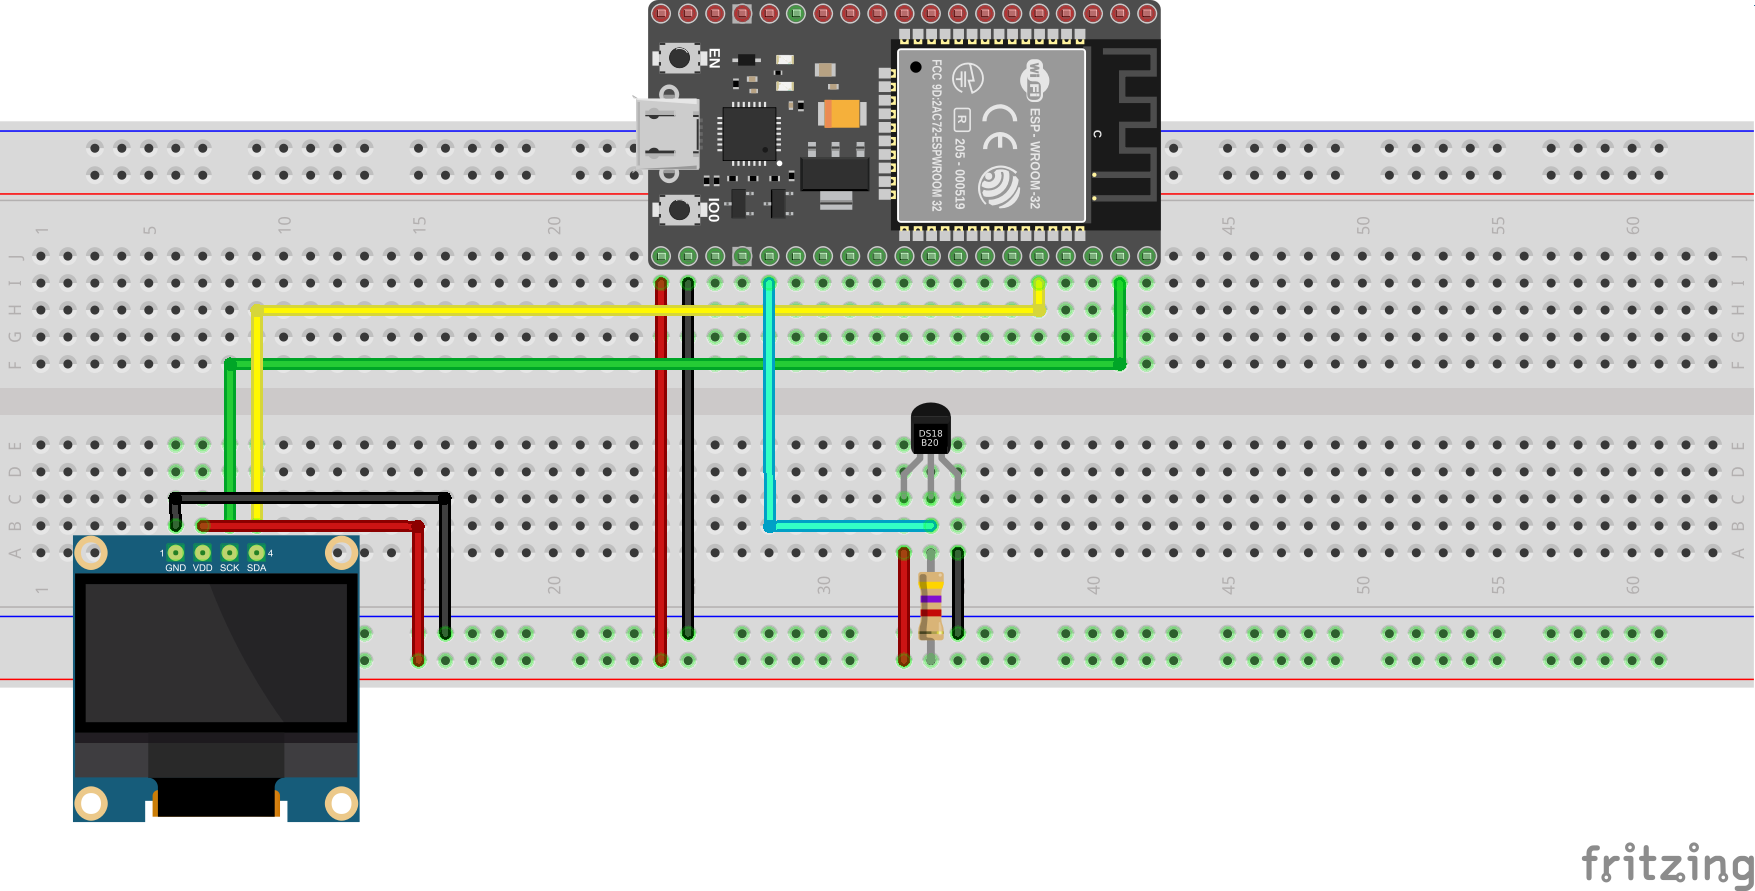 EN
IO0
WiFi
ESP - WROOM -32
CE
R
205 - 000519
FCC 9D:2AC72-ESPWROOM 32
C
1 5 10 15 20 45 50 55 60
J J
I I
H H
G G
F F
E E
DS18
B20
D D
C C
B B
A A
1 GND VDD SCK SDA 4
1 20 30 40 45 50 55 60
fritzing